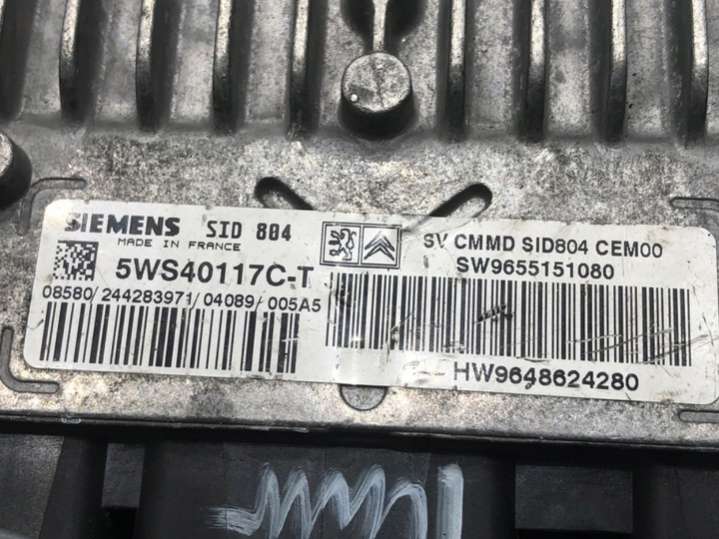 SIEMENS SID 804
MADE IN FRANCE
5WS40117C-T
08580/244283971/04089/005A5
SV CMMD SID804 CEM00
SW9655151080
HW9648624280